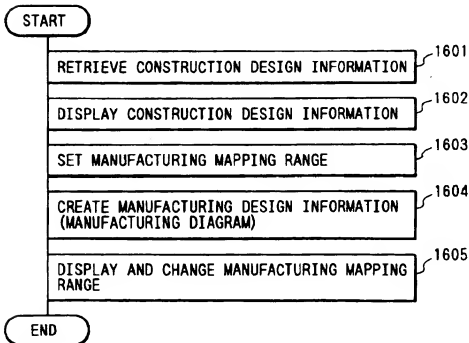 START
RETRIEVE CONSTRUCTION DESIGN INFORMATION
1601
DISPLAY CONSTRUCTION DESIGN INFORMATION
1602
SET MANUFACTURING MAPPING RANGE
1603
CREATE MANUFACTURING DESIGN INFORMATION
(MANUFACTURING DIAGRAM)
1604
DISPLAY AND CHANGE MANUFACTURING MAPPING
RANGE
1605
END